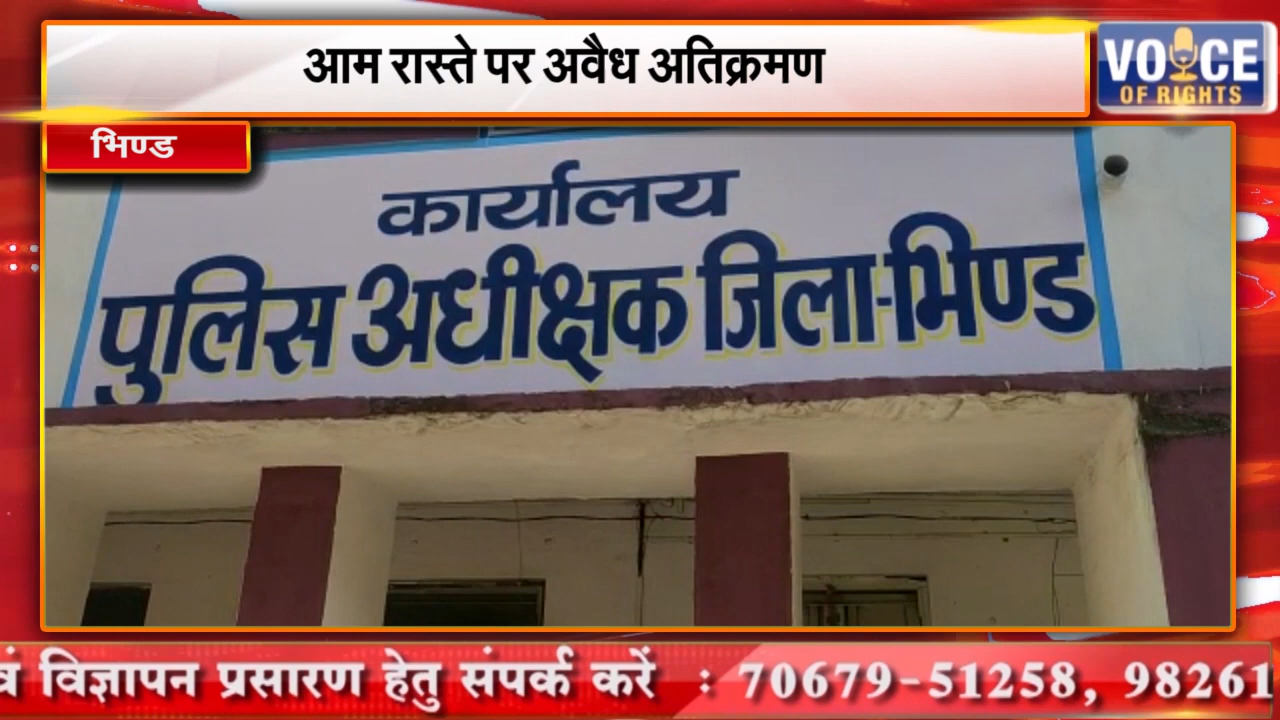 आम रास्ते पर अवैध अतिक्रमण
VOICE
OF RIGHTS
भिण्ड
कार्यालय
पुलिस अधीक्षक जिला-भिण्ड
विज्ञापन प्रसारण हेतु संपर्क करें : 70679-51258, 98261